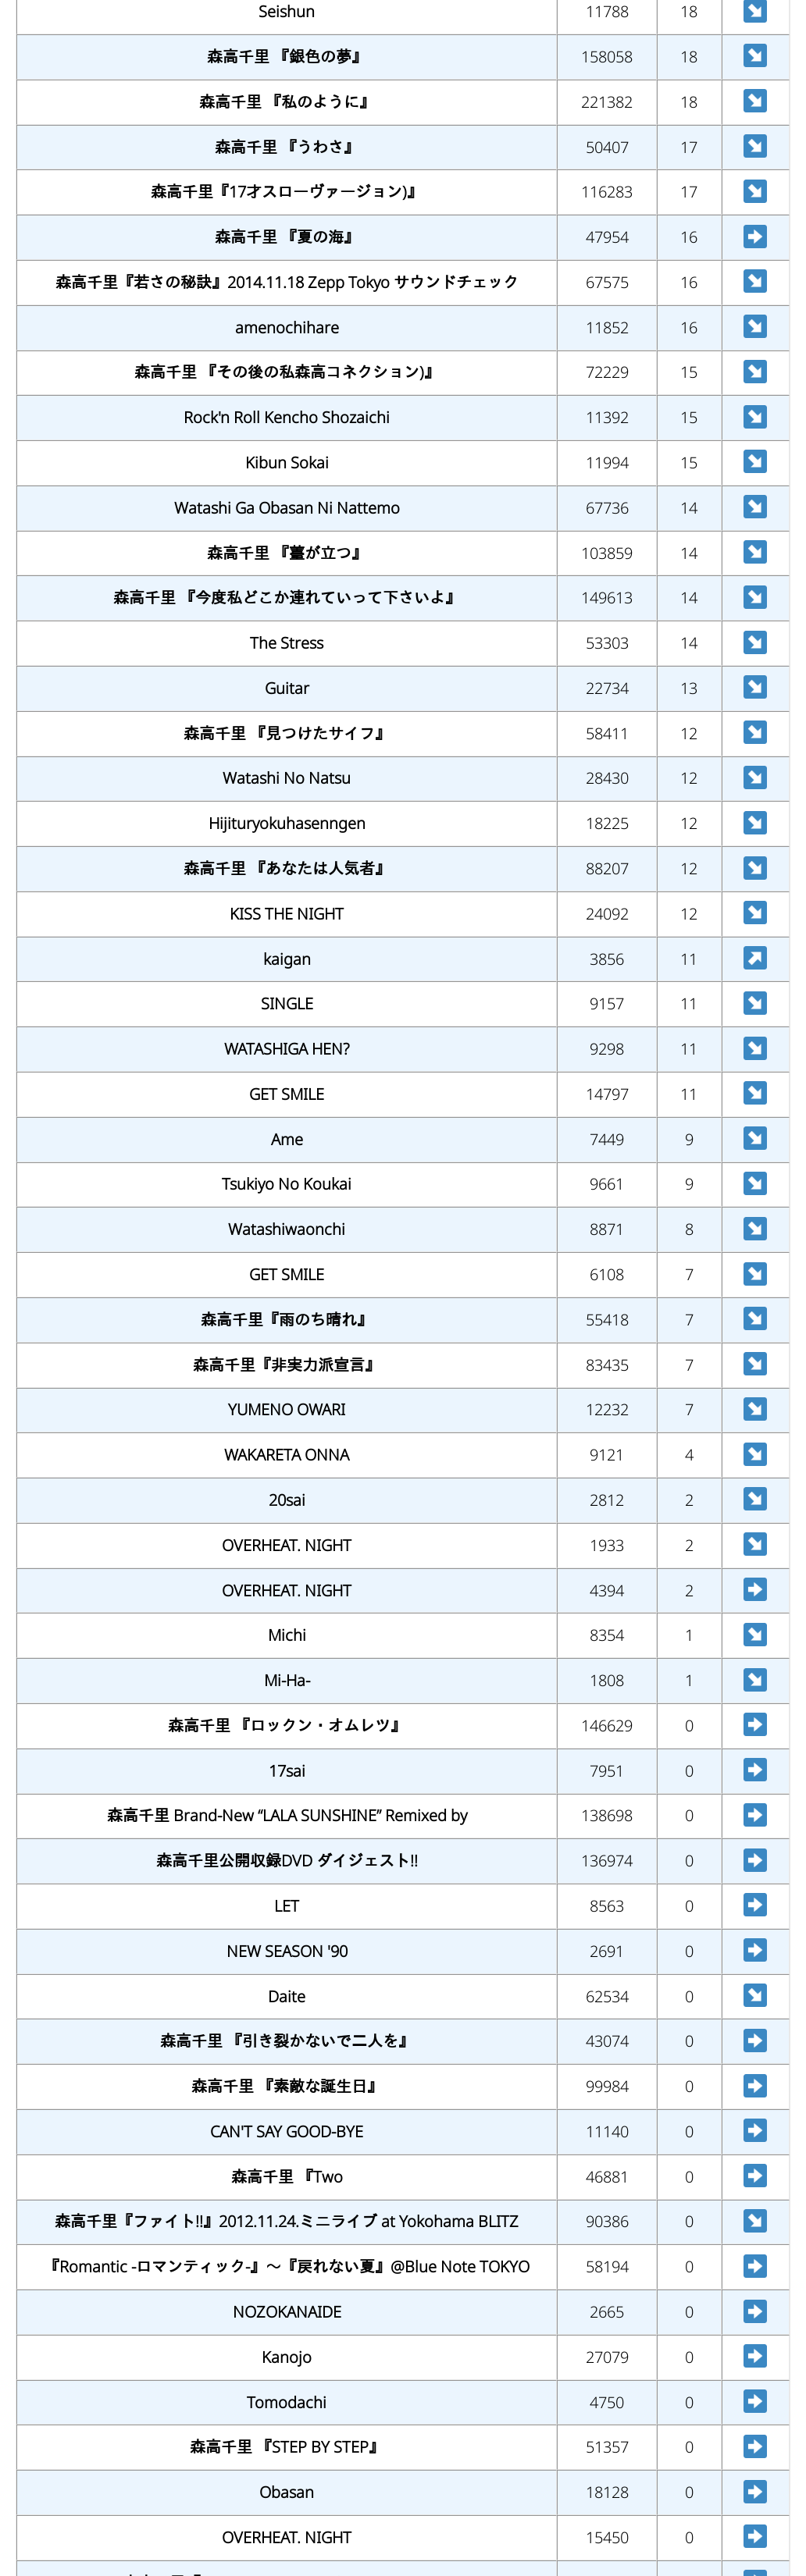 Seishun 11788 18
森高千里 『銀色の夢』 158058 18
森高千里 『私のように』 221382 18
森高千里 『うわさ』 50407 17
森高千里『17才スローヴァージョン)』 116283 17
森高千里 『夏の海』 47954 16
森高千里『若さの秘訣』2014.11.18 Zepp Tokyo サウンドチェック 67575 16
amenochihare 11852 16
森高千里 『その後の私森高コネクション)』 72229 15
Rock'n Roll Kencho Shozaichi 11392 15
Kibun Sokai 11994 15
Watashi Ga Obasan Ni Nattemo 67736 14
森高千里 『薹が立つ』 103859 14
森高千里 『今度私どこか連れていって下さいよ』 149613 14
The Stress 53303 14
Guitar 22734 13
森高千里 『見つけたサイフ』 58411 12
Watashi No Natsu 28430 12
Hijituryokuhasenngen 18225 12
森高千里 『あなたは人気者』 88207 12
KISS THE NIGHT 24092 12
kaigan 3856 11
SINGLE 9157 11
WATASHIGA HEN? 9298 11
GET SMILE 14797 11
Ame 7449 9
Tsukiyo No Koukai 9661 9
Watashiwaonchi 8871 8
GET SMILE 6108 7
森高千里『雨のち晴れ』 55418 7
森高千里『非実力派宣言』 83435 7
YUMENO OWARI 12232 7
WAKARETA ONNA 9121 4
20sai 2812 2
OVERHEAT. NIGHT 1933 2
OVERHEAT. NIGHT 4394 2
Michi 8354 1
Mi-Ha- 1808 1
森高千里 『ロックン・オムレツ』 146629 0
17sai 7951 0
森高千里 Brand-New “LALA SUNSHINE” Remixed by 138698 0
森高千里公開収録DVD ダイジェスト!! 136974 0
LET 8563 0
NEW SEASON '90 2691 0
Daite 62534 0
森高千里 『引き裂かないで二人を』 43074 0
森高千里 『素敵な誕生日』 99984 0
CAN'T SAY GOOD-BYE 11140 0
森高千里 『Two 46881 0
森高千里『ファイト!!』2012.11.24.ミニライブ at Yokohama BLITZ 90386 0
『Romantic -ロマンティック-』～『戻れない夏』@Blue Note TOKYO 58194 0
NOZOKANAIDE 2665 0
Kanojo 27079 0
Tomodachi 4750 0
森高千里 『STEP BY STEP』 51357 0
Obasan 18128 0
OVERHEAT. NIGHT 15450 0